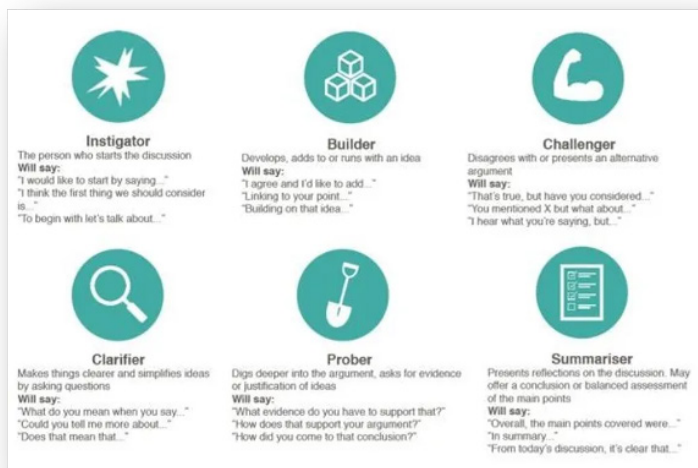 Instigator
The person who starts the discussion
Will say:
"I would like to start by saying..."
"I think the first thing we should consider
is..."
"To begin with let's talk about..."
Builder
Develops, adds to or runs with an idea
Will say:
"I agree and I'd like to add..."
"Linking to your point..."
"Building on that idea..."
Challenger
Disagrees with or presents an alternative
argument
Will say:
"That's true, but have you considered..."
"You mentioned X but what about..."
"I hear what you're saying, but..."
Clarifier
Makes things clearer and simplifies ideas
by asking questions
Will say:
"What do you mean when you say..."
"Could you tell me more about..."
"Does that mean that..."
Prober
Digs deeper into the argument, asks for evidence
or justification of ideas
Will say:
"What evidence do you have to support that?"
"How does that support your argument?"
"How did you come to that conclusion?"
Summariser
Presents reflections on the discussion. May
offer a conclusion or balanced assessment
of the main points
Will say:
"Overall, the main points covered were..."
"In summary..."
"From today's discussion, it's clear that..."